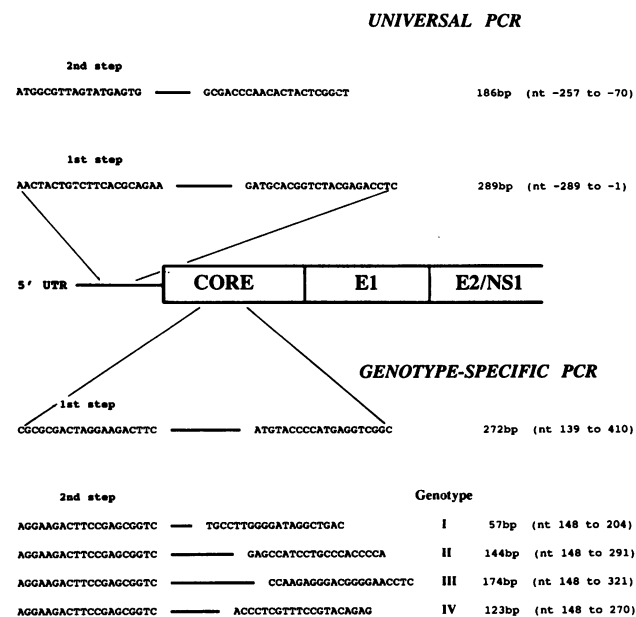 UNIVERSAL PCR
2nd step
ATGGCGTTAGTATGAGTG GCGACCCAACACTACTCGGCT 186bp (nt -257 to -70)
1st step
AACTACTGTCTTCACGCAGAA GATGCACGGTCTACGAGACCTC 289bp (nt -289 to -1)
5' UTR CORE E1 E2/NS1
GENOTYPE-SPECIFIC PCR
1st step
CGCGCGACTAGGAAGACTTC ATGTACCCCATGAGGTCGGC 272bp (nt 139 to 410)
2nd step Genotype
AGGAAGACTTCCGAGCGGTC TGCCTTGGGGATAGGCTGAC I 57bp (nt 148 to 204)
AGGAAGACTTCCGAGCGGTC GAGCCATCCTGCCCACCCCA II 144bp (nt 148 to 291)
AGGAAGACTTCCGAGCGGTC CCAAGAGGGACGGGGAACCTC III 174bp (nt 148 to 321)
AGGAAGACTTCCGAGCGGTC ACCCTCGTTTCCGTACAGAG IV 123bp (nt 148 to 270)